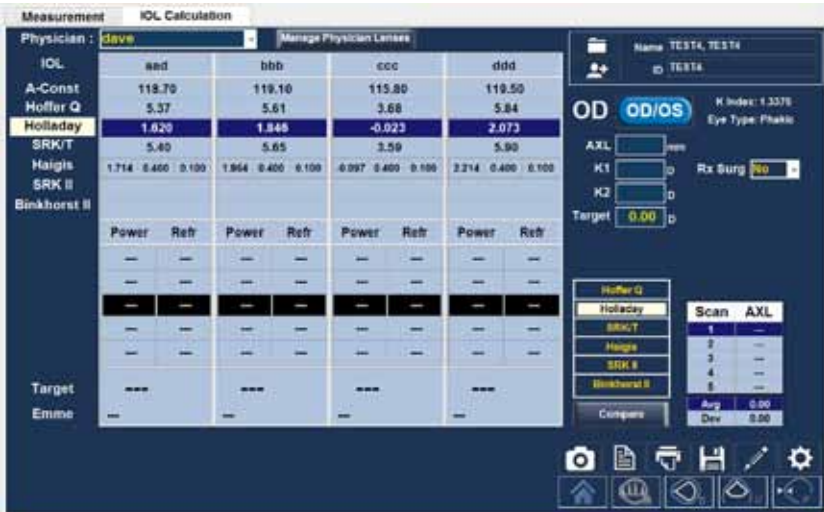 Measurement IOL Calculation
Physician : dave Manage Physician Lenses
Name TEST4, TEST4
ID TEST4
IOL aad bbb ccc ddd
A-Const 118.70 119.10 115.80 119.50
Hoffer Q 5.37 5.61 3.68 5.84
Holladay 1.620 1.846 -0.023 2.073
SRK/T 5.40 5.65 3.59 5.90
Haigis 1.714 0.400 0.100 1.964 0.400 0.100 -0.097 0.400 0.100 2.214 0.400 0.100
SRK II
Binkhorst II
OD OD/OS K Index: 1.3375
Eye Type: Phakic
AXL mm
K1 D Rx Surg No
K2 D
Target 0.00 D
Power Refr Power Refr Power Refr Power Refr
--- --- --- --- --- --- --- ---
--- --- --- --- --- --- --- ---
--- --- --- --- --- --- --- ---
--- --- --- --- --- --- --- ---
--- --- --- --- --- --- --- ---
Target --- --- --- ---
Emme --- --- --- ---
Hoffer Q
Holladay
SRK/T
Haigis
SRK II
Binkhorst II
Compare
Scan AXL
1 ---
2 ---
3 ---
4 ---
5 ---
Avg 0.00
Dev 0.00